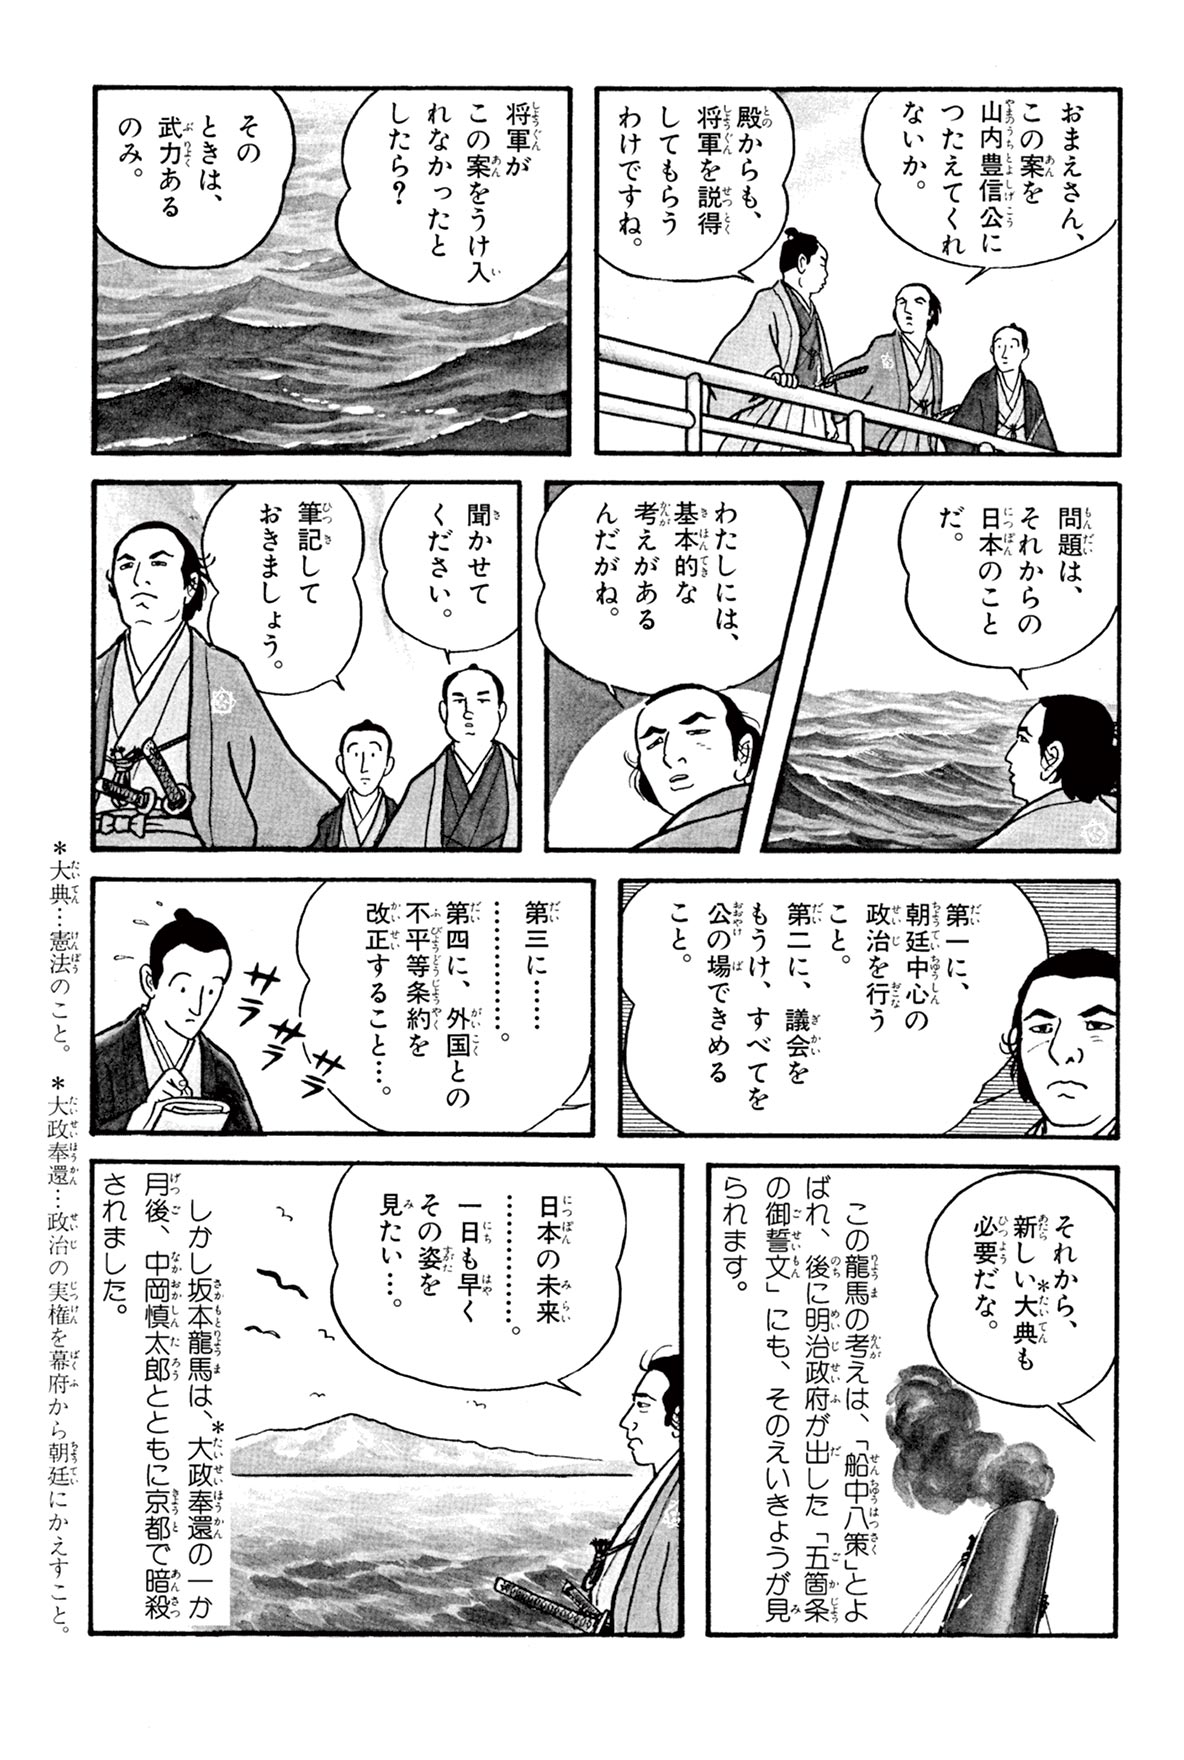 おまえさん、
この案を
山内豊信公に
つたえてくれ
ないか。
殿からも、
将軍を説得
してもらう
わけですね。
将軍が
この案をうけ入
れなかったと
したら?
その
ときは、
武力ある
のみ。
問題は、
それからの
日本のこと
だ。
わたしには、
基本的な
考えがある
んだがね。
聞かせて
ください。
筆記して
おきましょう。
第一に、
朝廷中心の
政治を行う
こと。
第二に、議会を
もうけ、すべてを
公の場できめる
こと。
第三に……
……………。
第四に、外国との
不平等条約を
改正すること…。
サラサラサラ
それから、
新しい*大典も
必要だな。
この龍馬の考えは、「船中八策」とよ
ばれ、後に明治政府が出した「五箇条
の御誓文」にも、そのえいきょうが見
られます。
日本の未来
……………。
一日も早く
その姿を
見たい…。
しかし坂本龍馬は、*大政奉還の一か
月後、中岡慎太郎とともに京都で暗殺
されました。
*大典…憲法のこと。 *大政奉還…政治の実権を幕府から朝廷にかえすこと。